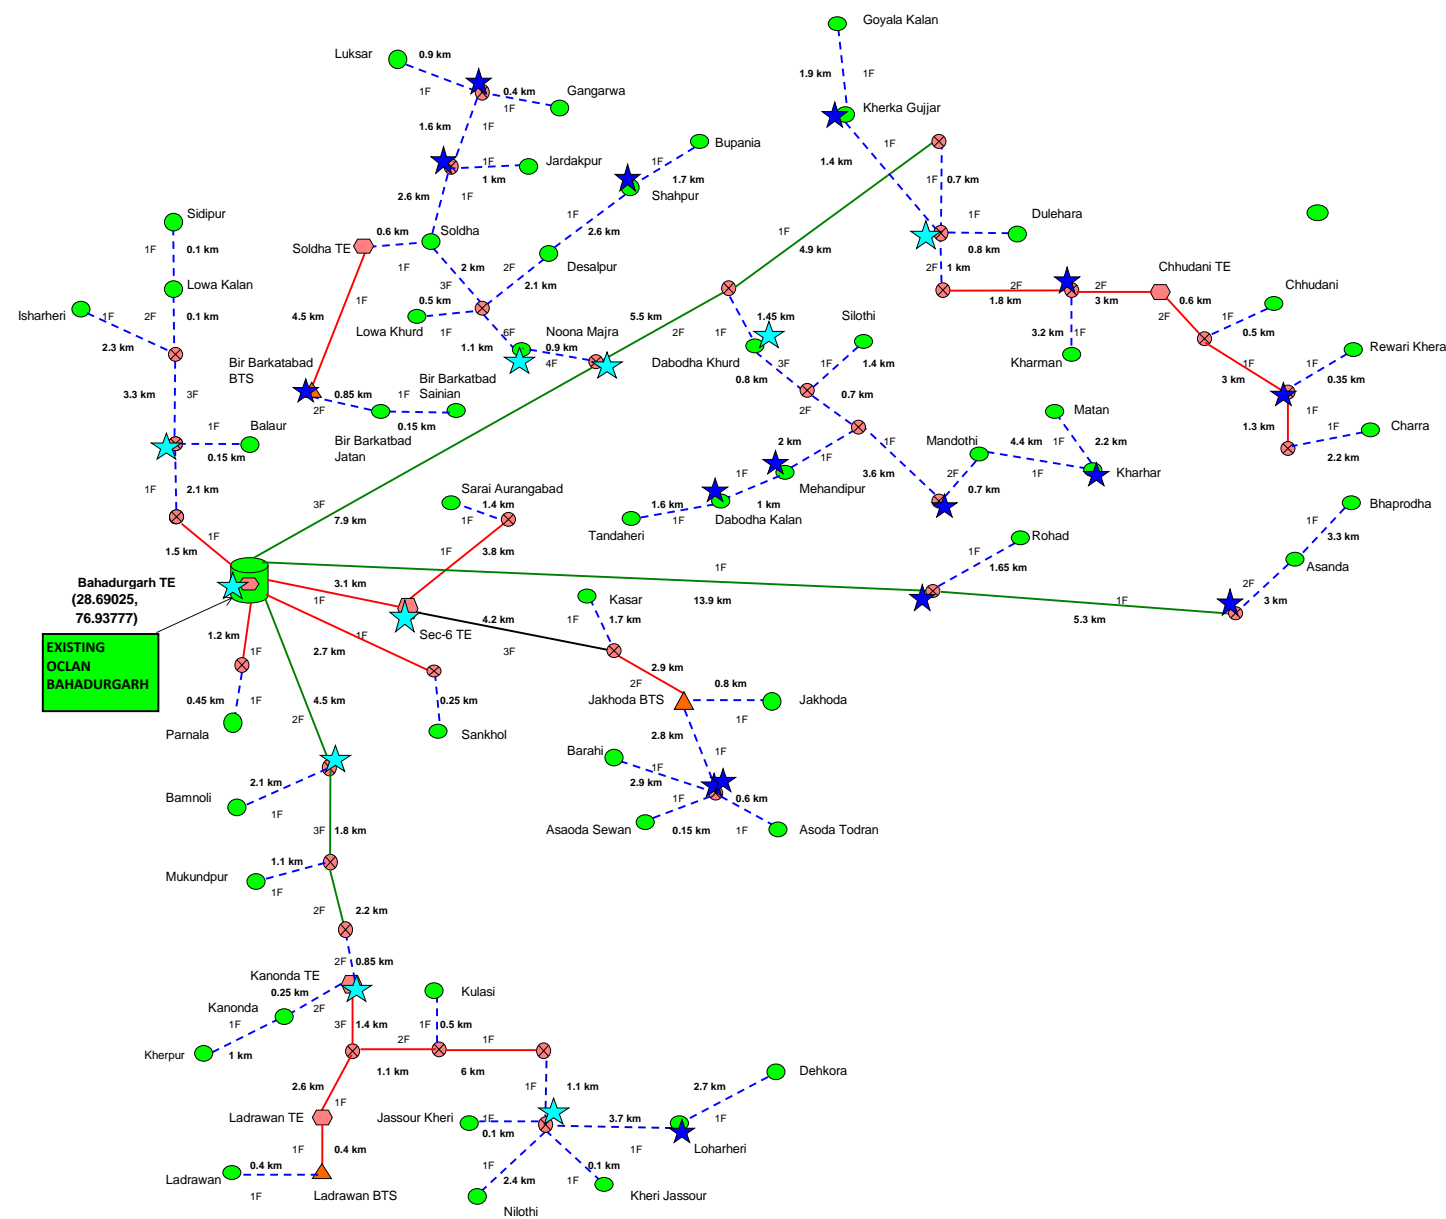 Goyala Kalan
Luksar
0.9 km
1.9 km
1F
1F
0.4 km
Gangarwa
1F
Kherka Gujjar
1.6 km
1F
1F
Bupania
1.4 km
1F
1F
Jardakpur
1F
1.7 km
1 km
Shahpur
1F
0.7 km
2.6 km
1F
Sidipur
1F
1F
Dulehara
0.6 km
Soldha
2.6 km
1F
0.8 km
1F
0.1 km
Soldha TE
4.9 km
1F
2 km
2F
Desalpur
2F
1 km
Chhudani TE
Lowa Kalan
3F
2.1 km
2F
2F
Chhudani
Isharheri
1F
2F
0.1 km
1F
0.5 km
1.8 km
3 km
0.6 km
4.5 km
5.5 km
1.45 km
Silothi
2F
1F
0.5 km
2.3 km
Lowa Khurd
1F
6F
Noona Majra
2F
1F
3.2 km
1F
Rewari Khera
1.1 km
0.9 km
4F
Dabodha Khurd
3F
1F
1.4 km
Kharman
1F
1F
Bir Barkatabad
BTS
0.8 km
3 km
0.35 km
3.3 km
3F
0.85 km
1F
Bir Barkatbad
Sainian
0.7 km
2F
Matan
1F
2F
0.15 km
Balaur
1F
Bir Barkatbad
Jatan
2 km
1F
Mandothi
4.4 km
1F
2.2 km
1.3 km
1F
Charra
0.15 km
1F
1F
3.6 km
2F
1F
Kharhar
2.2 km
1F
2.1 km
Sarai Aurangabad
1.4 km
1.6 km
1 km
Mehandipur
0.7 km
Bhaprodha
3F
7.9 km
1F
1F
Dabodha Kalan
1F
Tandaheri
Rohad
1F
3.3 km
1F
1.5 km
1F
3.8 km
1F
1.65 km
Asanda
Bahadurgarh TE
(28.69025,
76.93777)
3.1 km
1F
1F
13.9 km
1F
5.3 km
2F
3 km
Kasar
EXISTING
OCLAN
BAHADURGARH
1.2 km
1F
1F
2.7 km
Sec-6 TE
4.2 km
3F
1F
1.7 km
2.9 km
2F
0.45 km
1F
4.5 km
0.25 km
Jakhoda BTS
0.8 km
Jakhoda
1F
Parnala
2F
Sankhol
2.8 km
1F
Barahi
1F
2.9 km
Bamnoli
2.1 km
1F
1F
0.6 km
Asaoda Sewan
0.15 km
1F
Asoda Todran
3F
1.8 km
Mukundpur
1.1 km
1F
2F
2.2 km
2F
0.85 km
Kanonda TE
0.25 km
Kulasi
Kanonda
2F
1F
3F
1.4 km
1F
0.5 km
Kherpur
1 km
2F
1F
1.1 km
6 km
Dehkora
2.6 km
1F
1.1 km
2.7 km
1F
Ladrawan TE
Jassour Kheri
1F
3.7 km
1F
0.1 km
1F
Loharheri
1F
0.4 km
Ladrawan
0.4 km
1F
1F
0.1 km
2.4 km
1F
Ladrawan BTS
Kheri Jassour
Nilothi